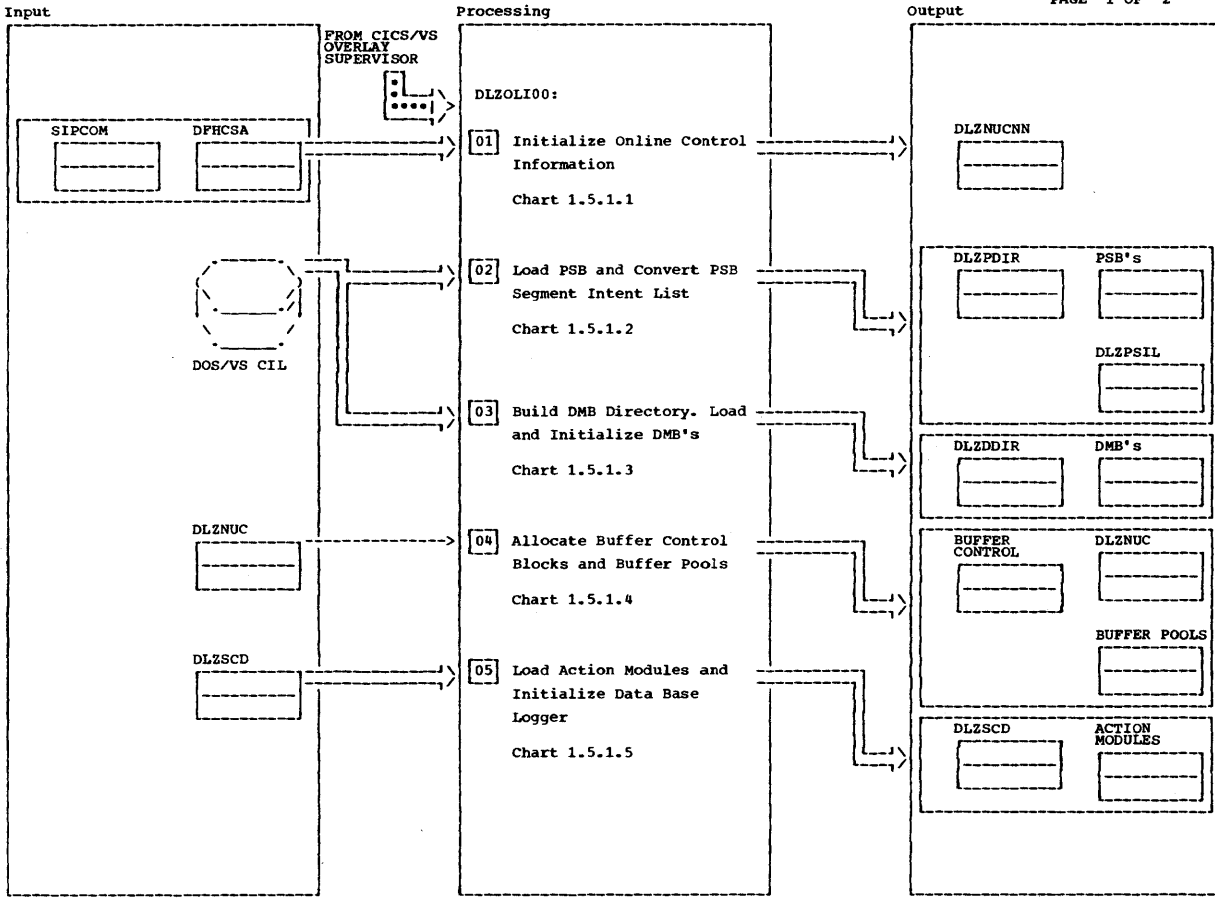 PAGE 1 OF 2
Input
Processing
Output
FROM CICS/VS
OVERLAY
SUPERVISOR
DLZOLI00:
SIPCOM
DFHCSA
01 Initialize Online Control
Information
Chart 1.5.1.1
DLZNUCNN
DOS/VS CIL
02 Load PSB and Convert PSB
Segment Intent List
Chart 1.5.1.2
DLZPDIR
PSB's
DLZPSIL
03 Build DMB Directory. Load
and Initialize DMB's
Chart 1.5.1.3
DLZDDIR
DMB's
DLZNUC
04 Allocate Buffer Control
Blocks and Buffer Pools
Chart 1.5.1.4
BUFFER
CONTROL
DLZNUC
BUFFER POOLS
DLZSCD
05 Load Action Modules and
Initialize Data Base
Logger
Chart 1.5.1.5
DLZSCD
ACTION
MODULES